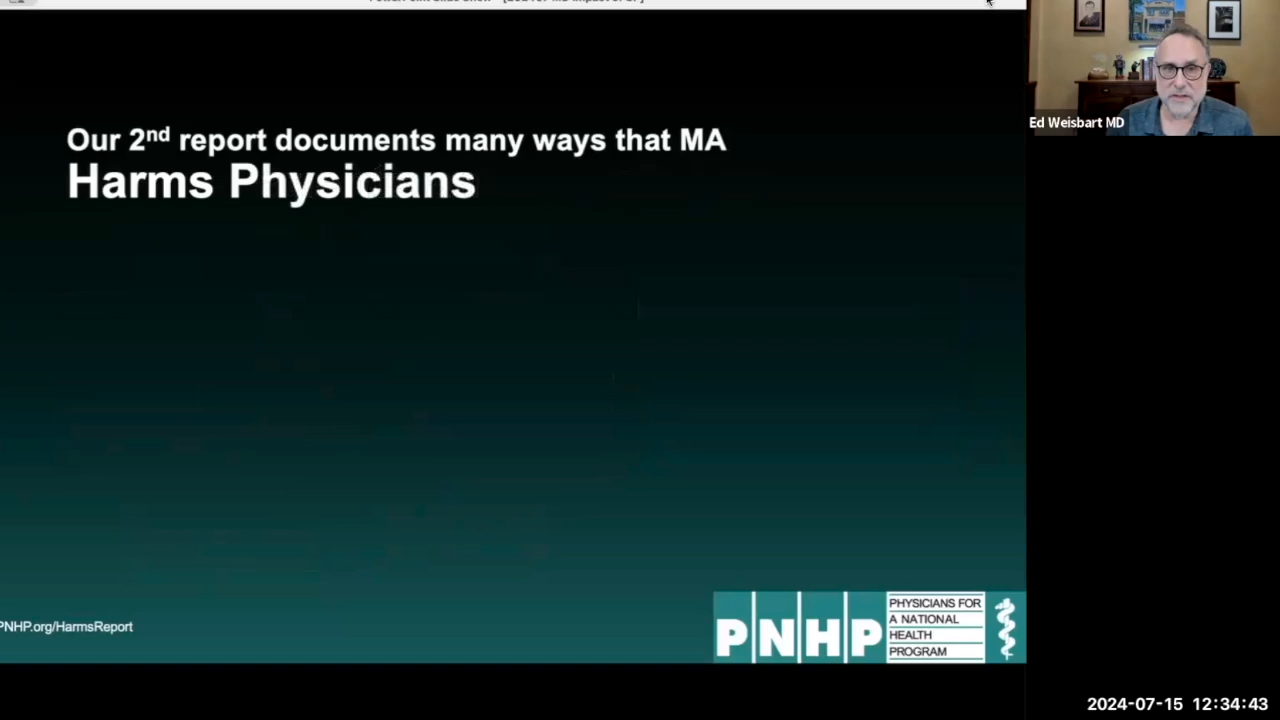 Ed Weisbart MD
Our 2nd report documents many ways that MA
Harms Physicians
PNHP.org/HarmsReport
PNHP
PHYSICIANS FOR
A NATIONAL
HEALTH
PROGRAM
2024-07-15 12:34:43